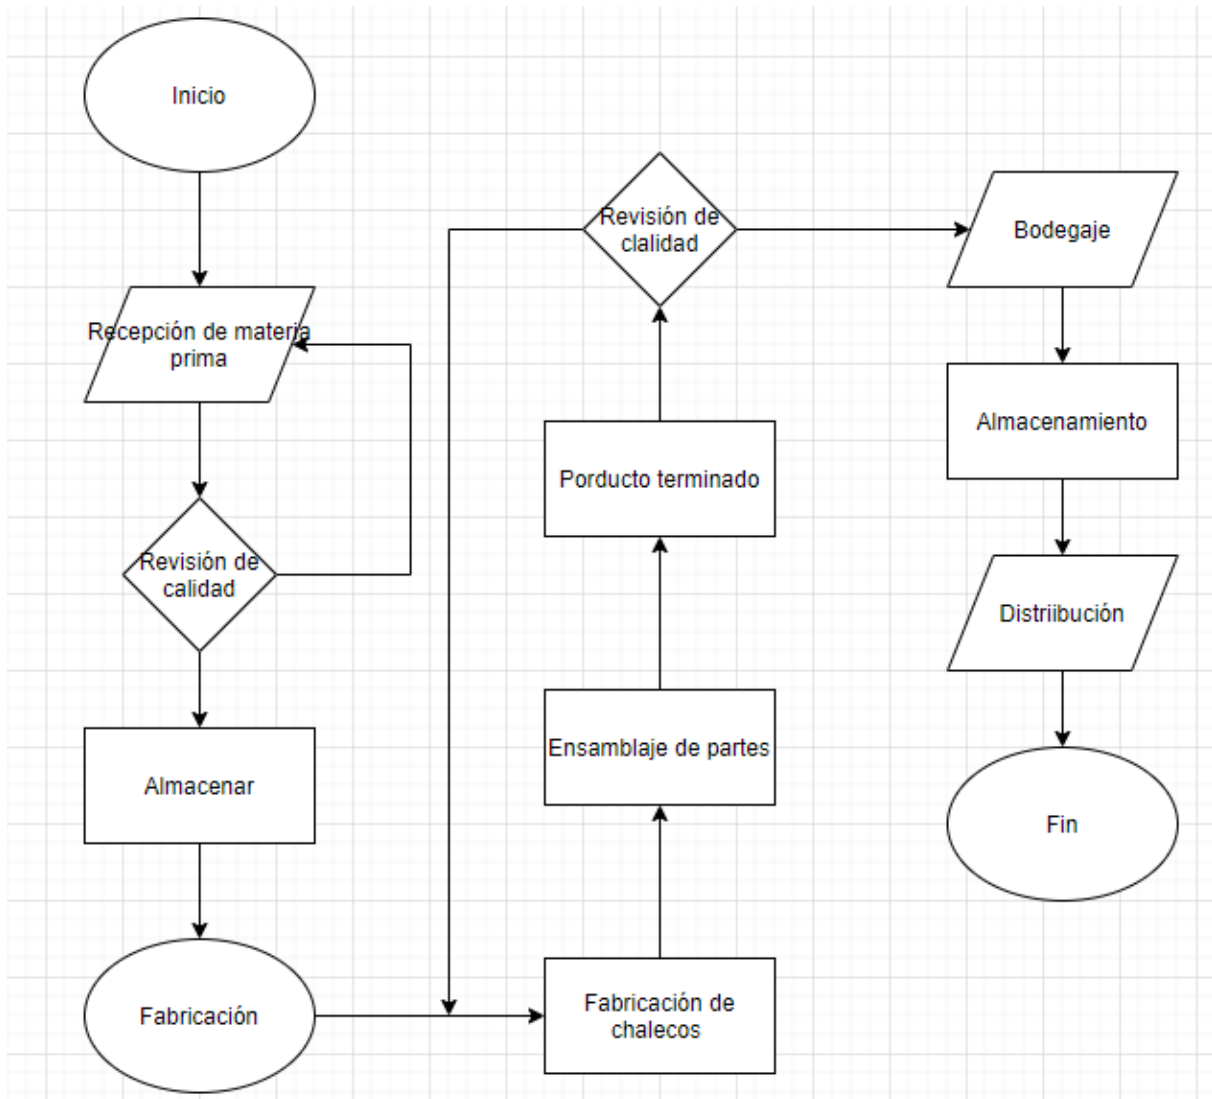 Inicio
Recepción de materia
prima
Revisión de
calidad
Almacenar
Fabricación
Fabricación de
chalecos
Ensamblaje de partes
Porducto terminado
Revisión de
clalidad
Bodegaje
Almacenamiento
Distriibución
Fin